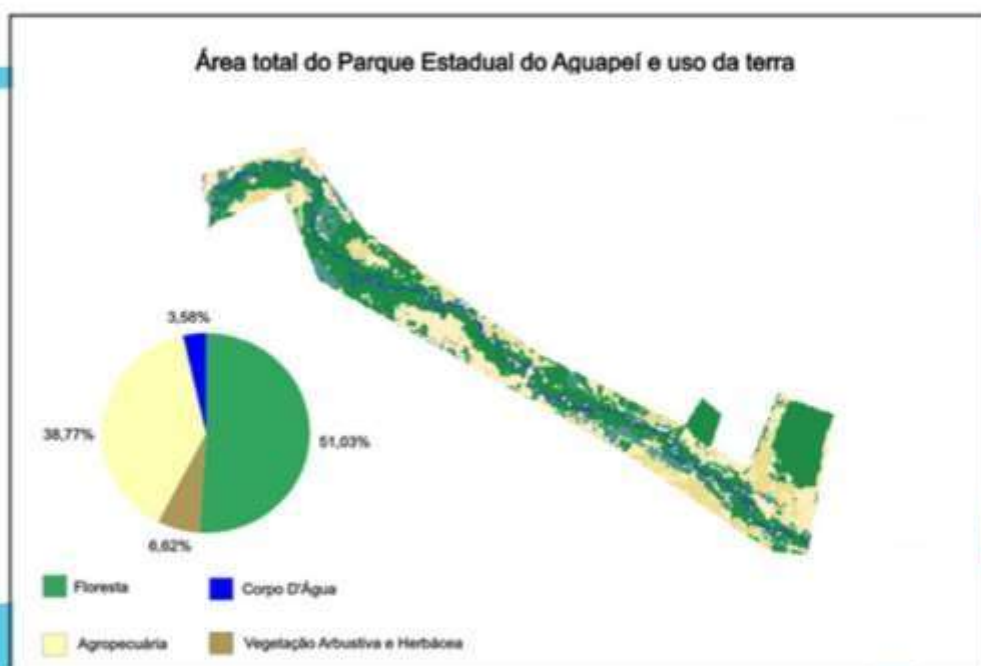 Área total do Parque Estadual do Aguapeí e uso da terra
3,58%
38,77%
51,03%
6,62%
Floresta
Corpo D'Água
Agropecuária
Vegetação Arbustiva e Herbácea